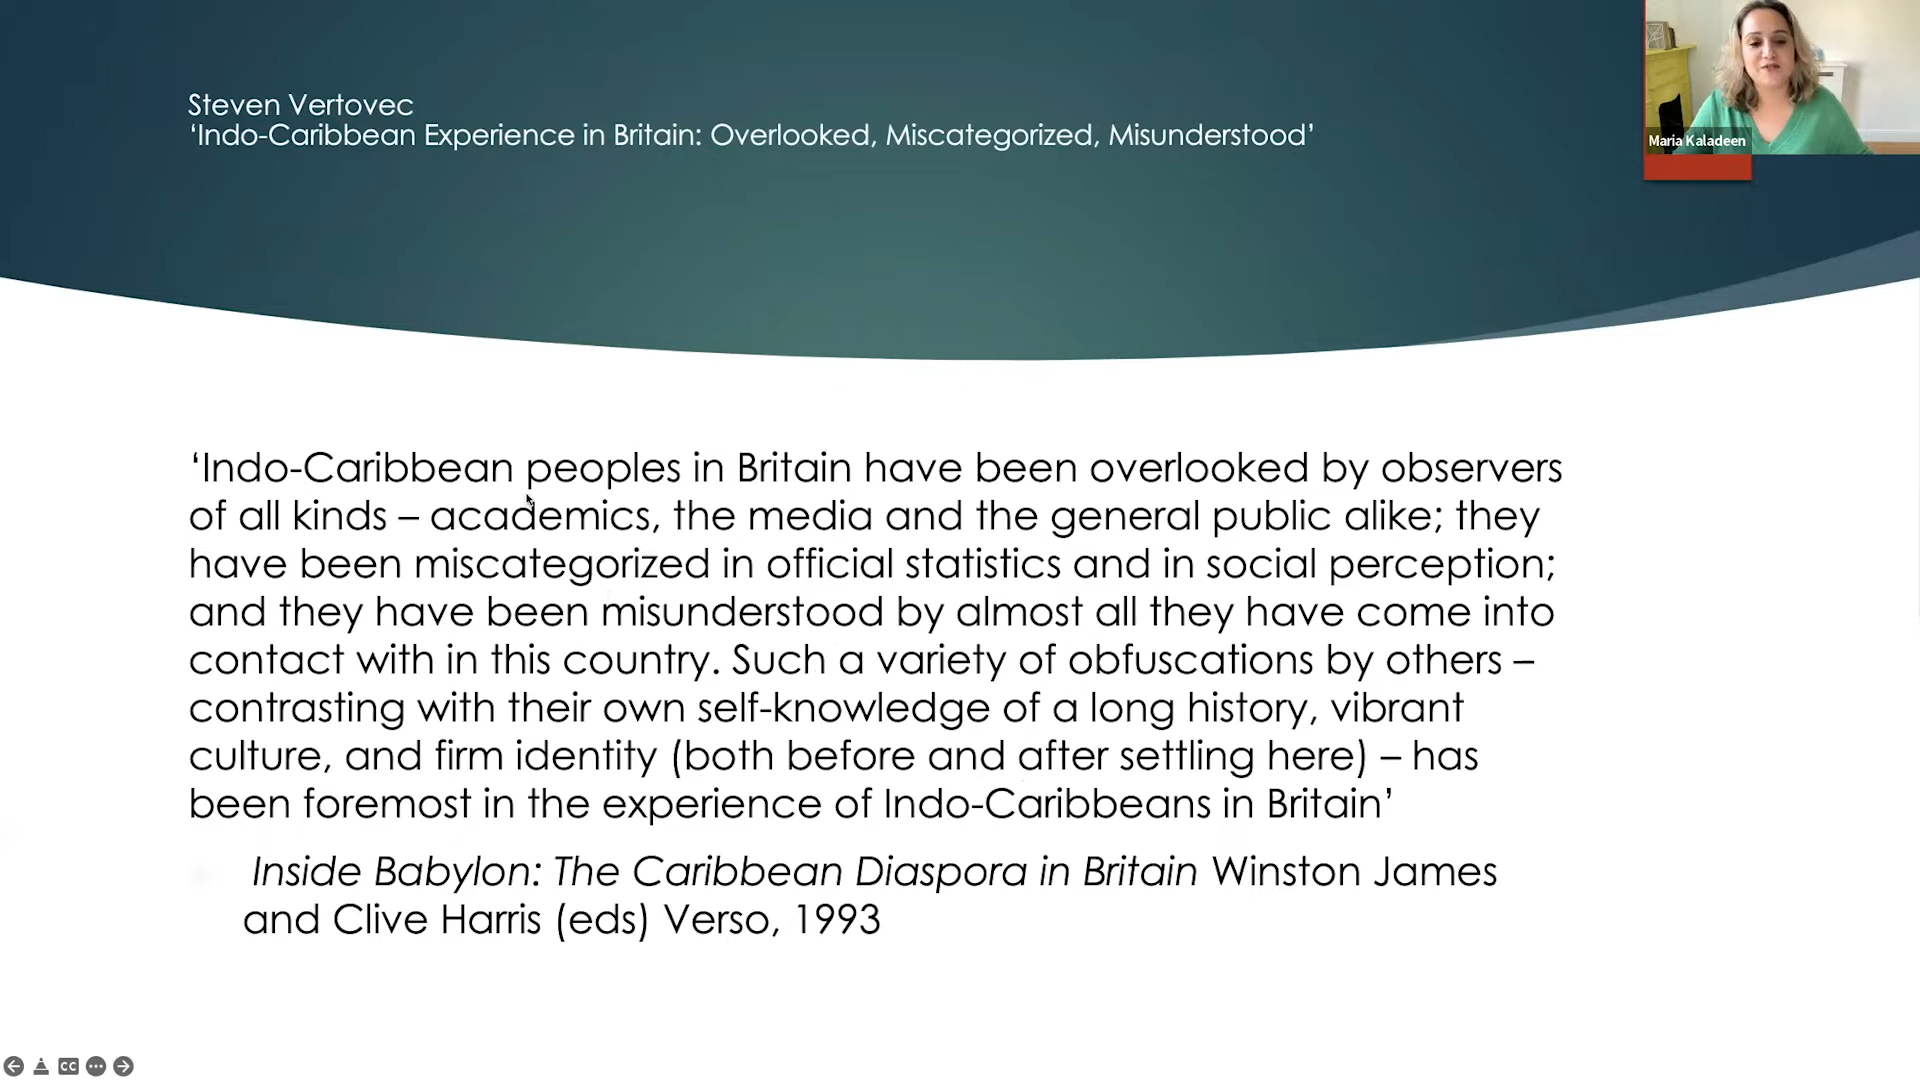 Steven Vertovec
‘Indo-Caribbean Experience in Britain: Overlooked, Miscategorized, Misunderstood’
Maria Kaladeen
‘Indo-Caribbean peoples in Britain have been overlooked by observers
of all kinds – academics, the media and the general public alike; they
have been miscategorized in official statistics and in social perception;
and they have been misunderstood by almost all they have come into
contact with in this country. Such a variety of obfuscations by others –
contrasting with their own self-knowledge of a long history, vibrant
culture, and firm identity (both before and after settling here) – has
been foremost in the experience of Indo-Caribbeans in Britain’
Inside Babylon: The Caribbean Diaspora in Britain Winston James
and Clive Harris (eds) Verso, 1993
CC